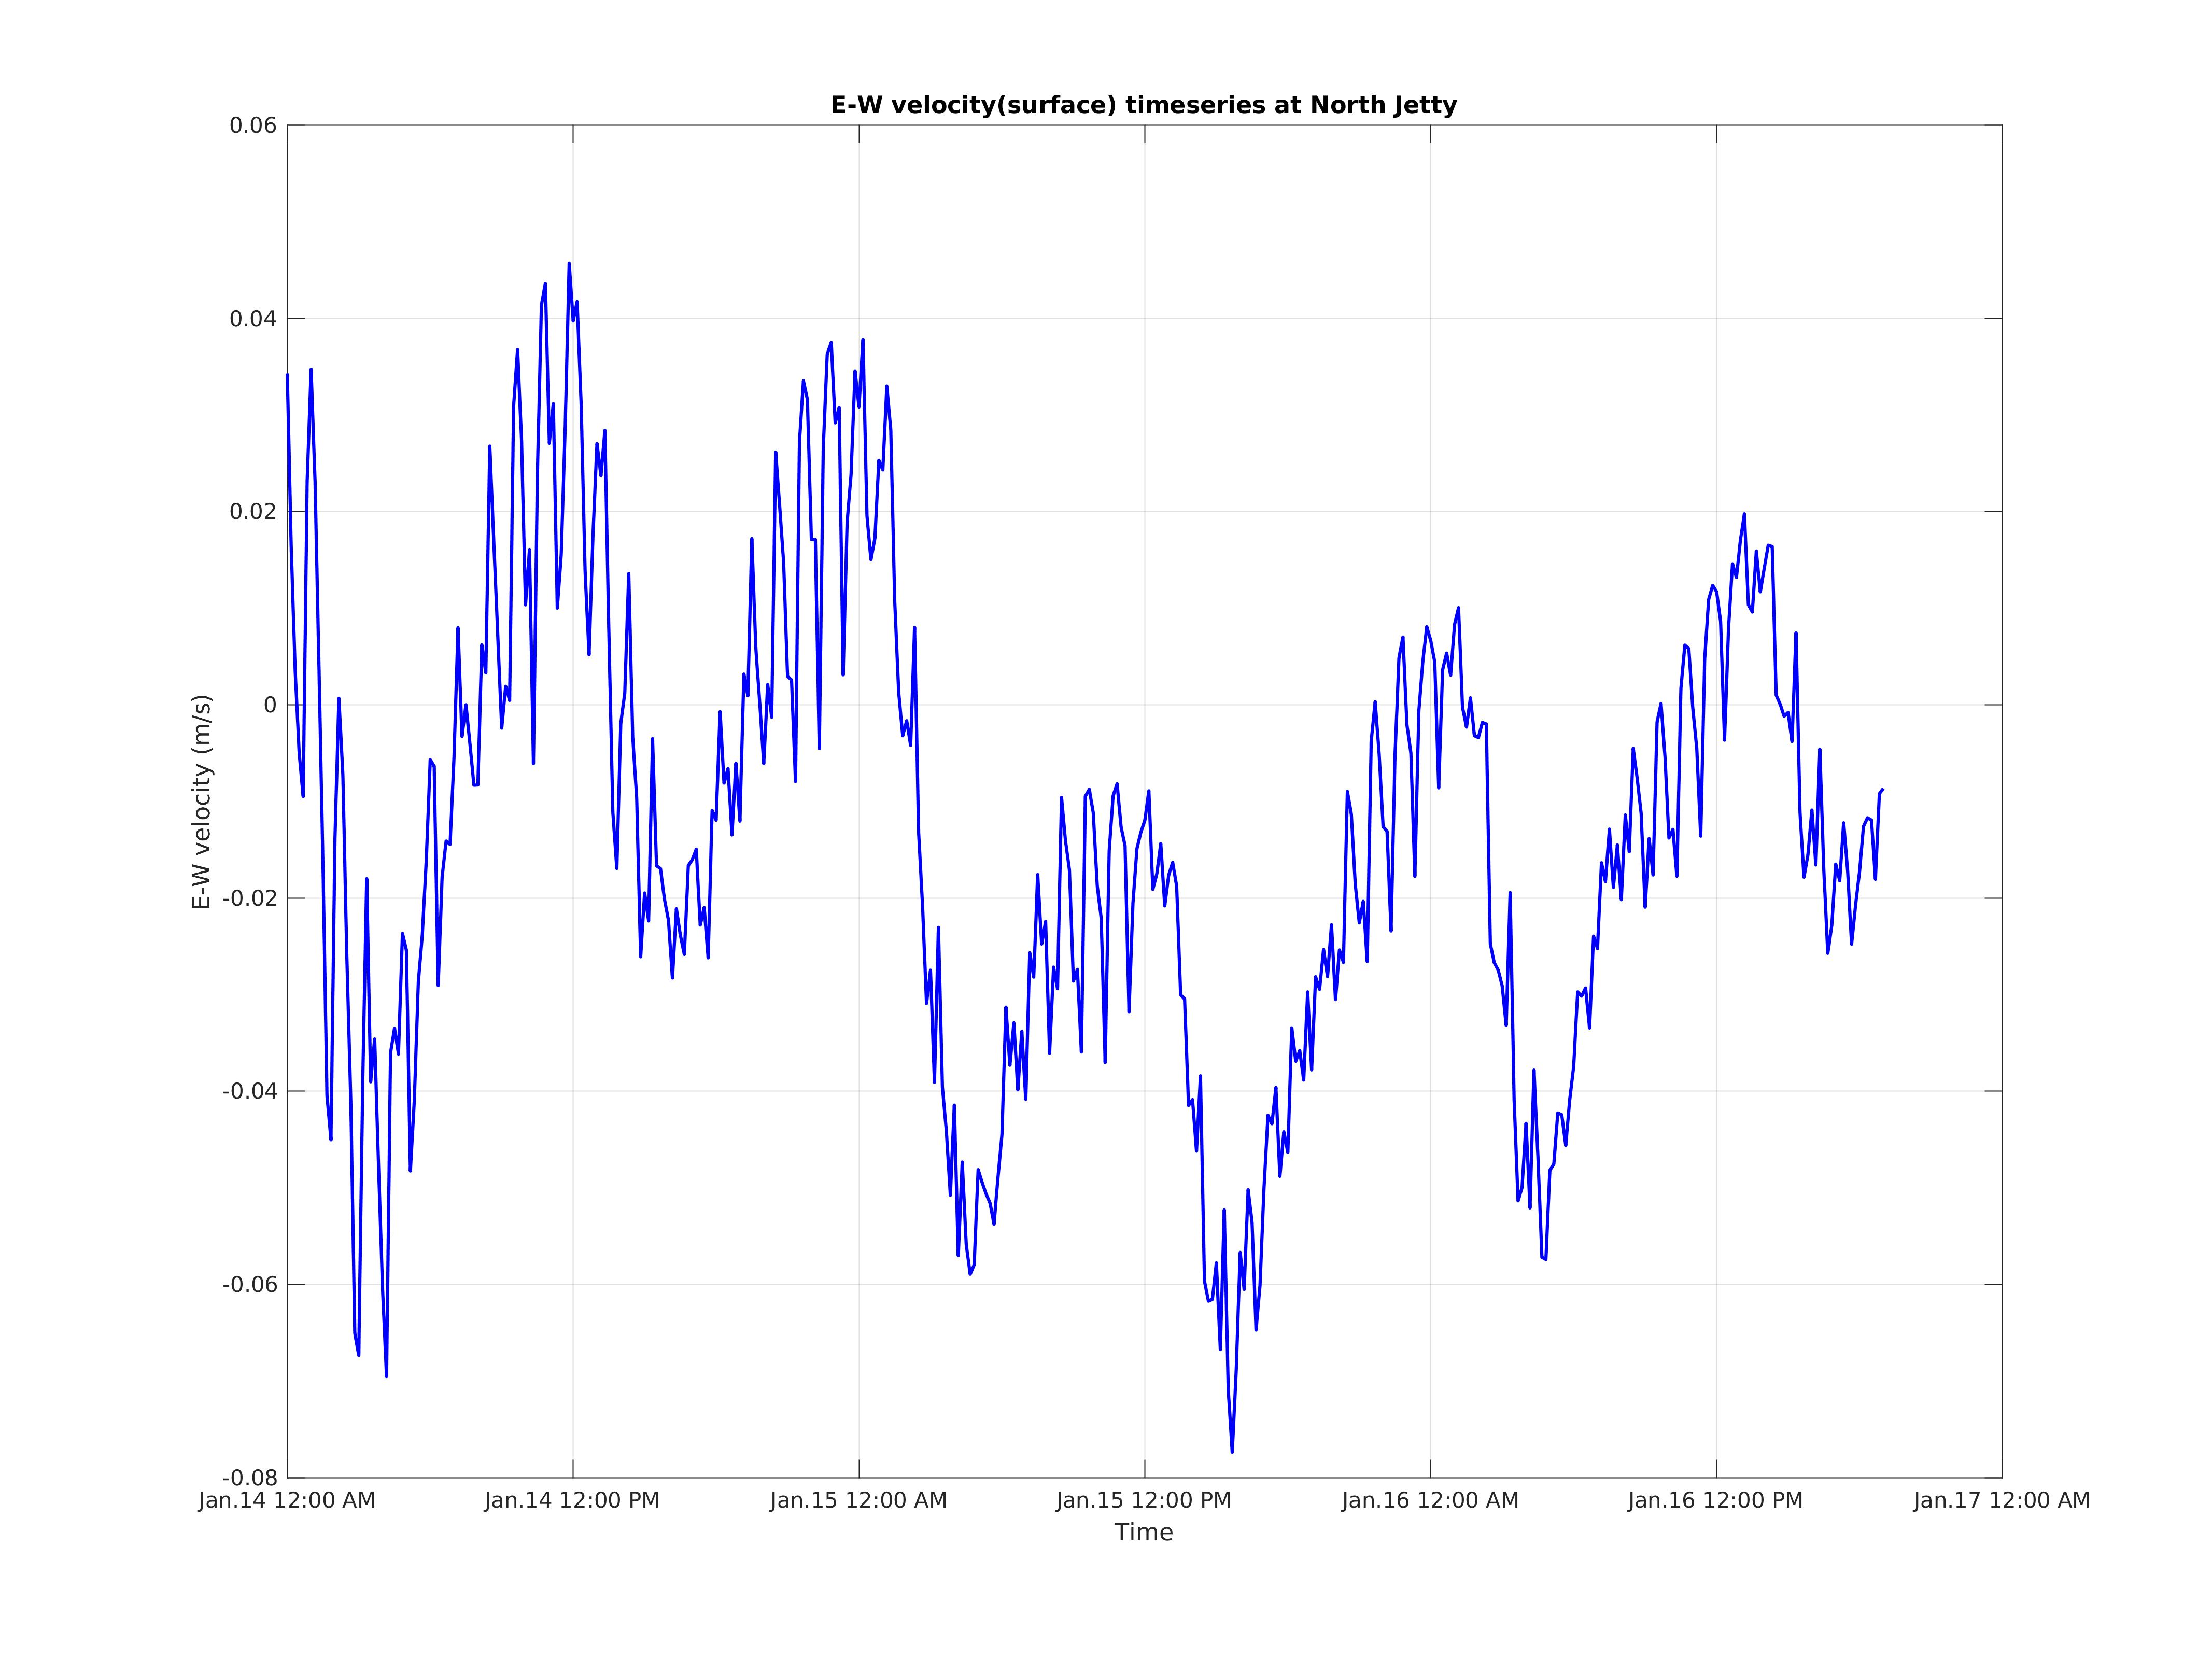 E-W velocity(surface) timeseries at North Jetty
0.06
0.04
0.02
0
-0.02
-0.04
-0.06
-0.08
E-W velocity (m/s)
Jan.14 12:00 AM
Jan.14 12:00 PM
Jan.15 12:00 AM
Jan.15 12:00 PM
Jan.16 12:00 AM
Jan.16 12:00 PM
Jan.17 12:00 AM
Time